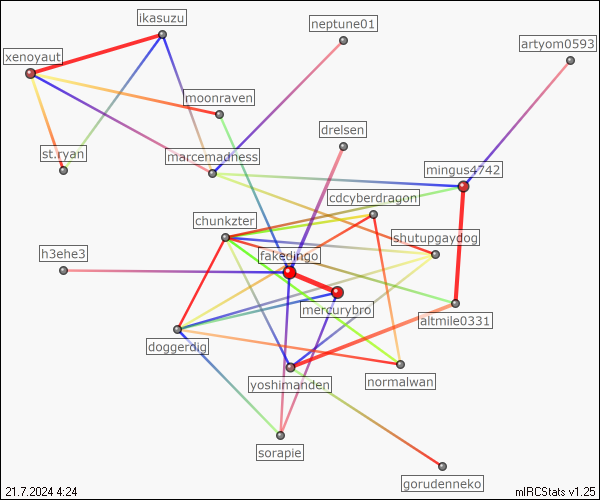 ikasuzu
neptune01
artyom0593
xenoyaut
moonraven
drelsen
st.ryan
marcemadness
mingus4742
cdcyberdragon
chunkzter
shutupgaydog
h3ehe3
fakedingo
mercurybro
altmile0331
doggerdig
yoshimanden
normalwan
sorapie
gorudenneko
21.7.2024 4:24
mIRCStats v1.25